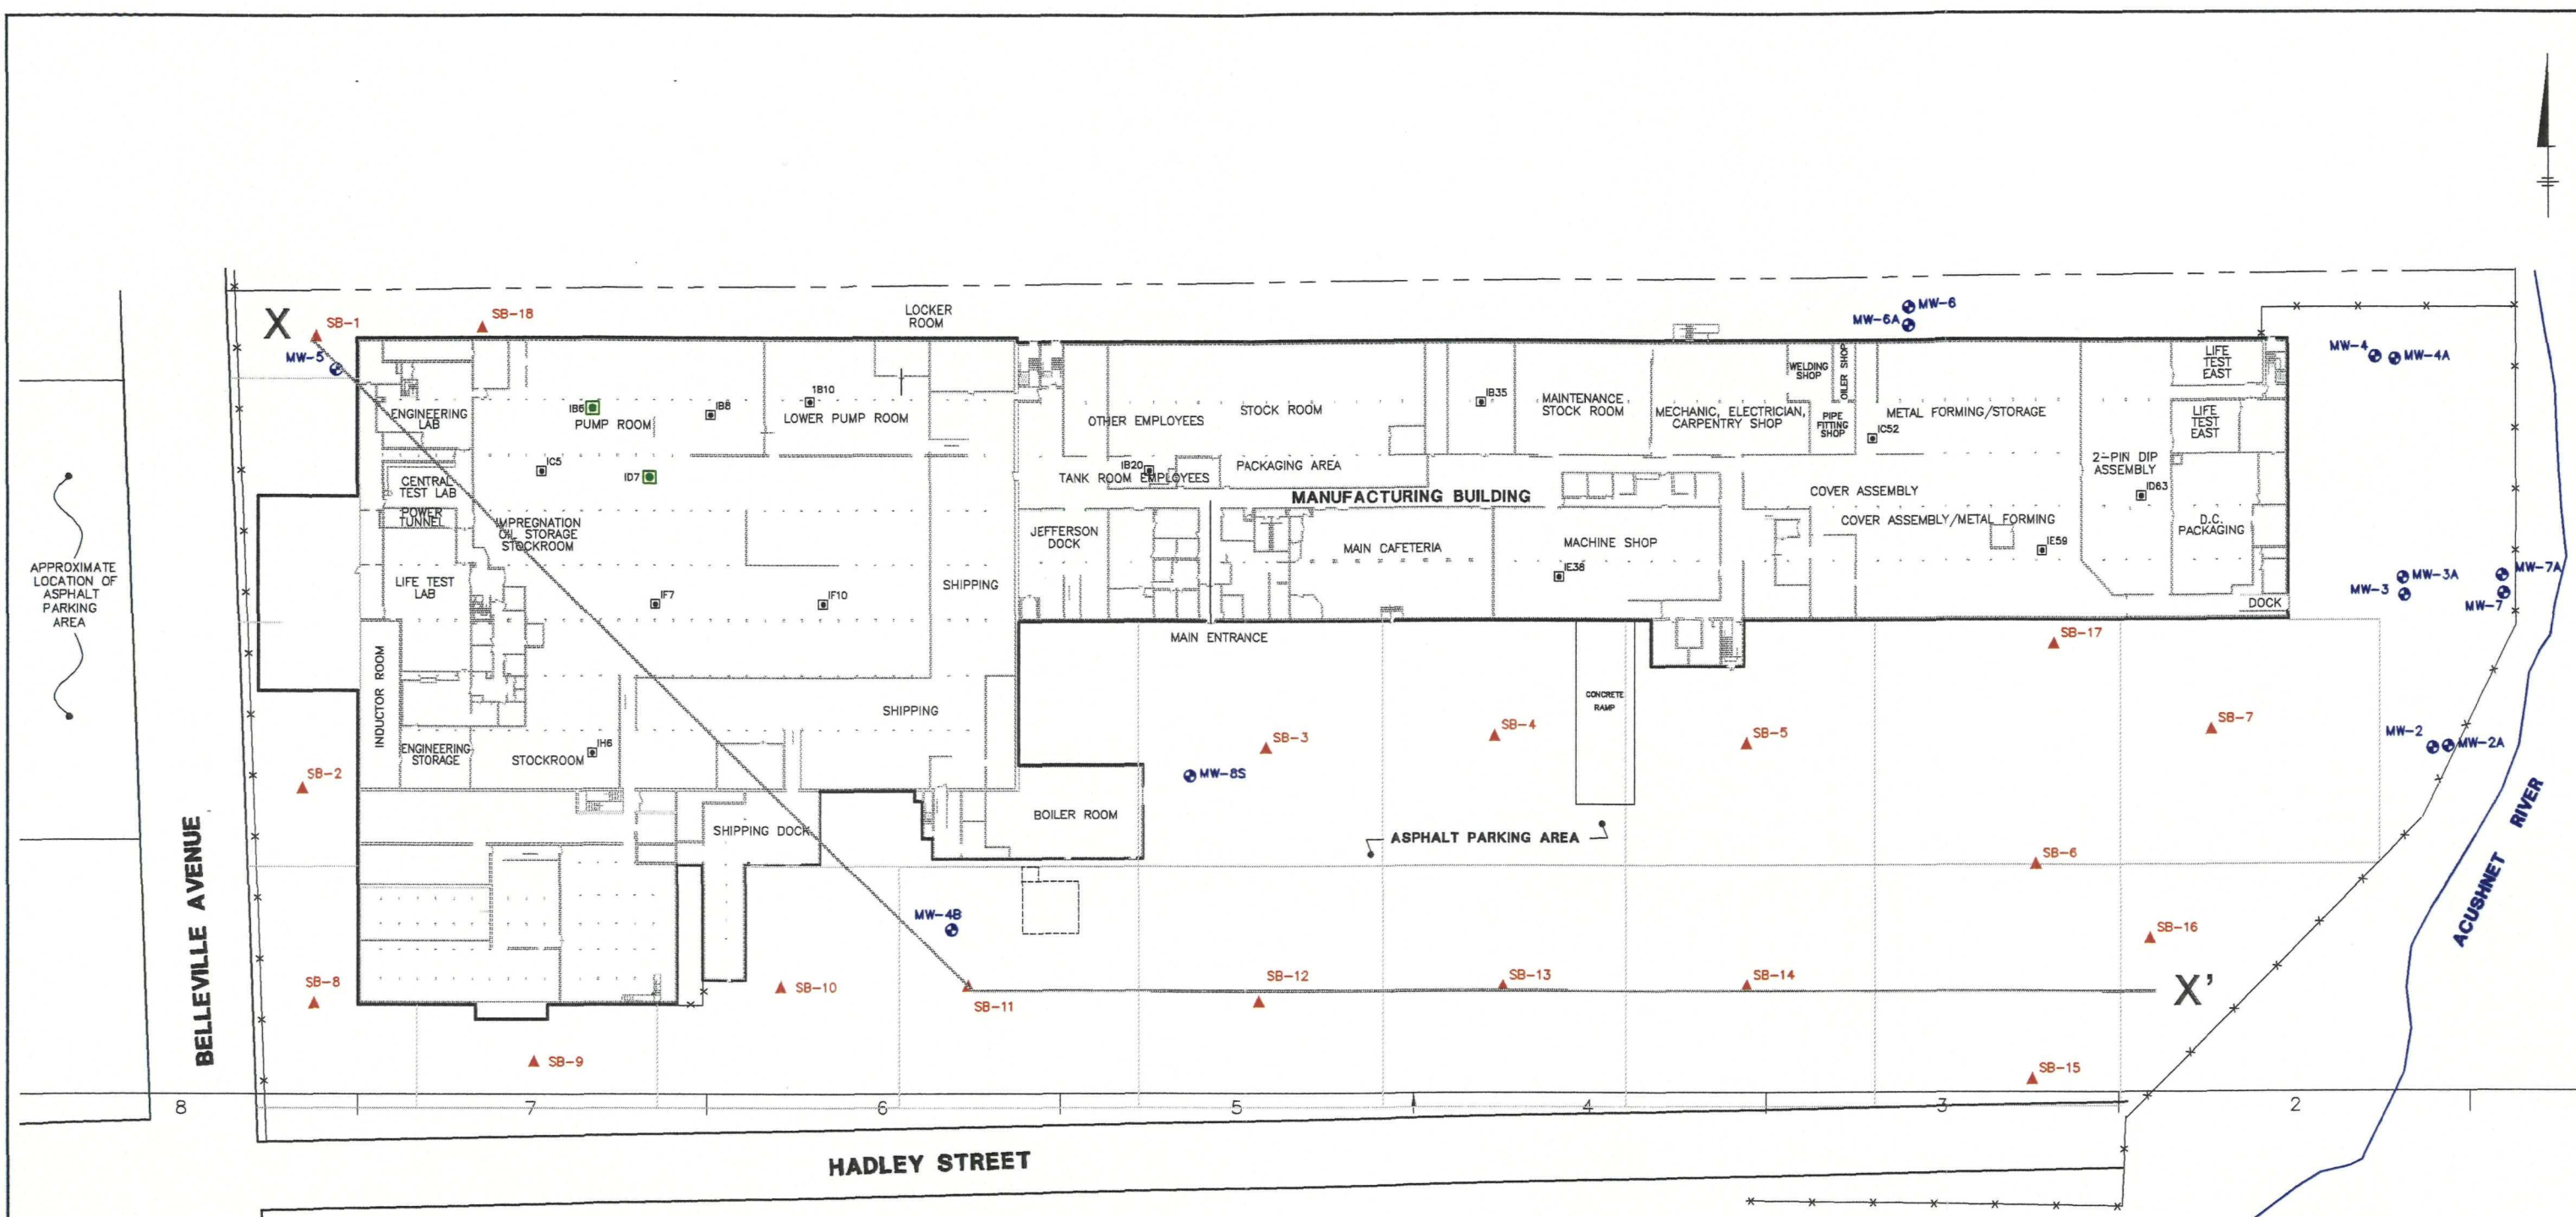 LOCKER
ROOM
X
SB-1
SB-18
MW-5
MW-6
MW-6A
MW-4
MW-4A
ENGINEERING
LAB
IB6
PUMP ROOM
IB8
1B10
LOWER PUMP ROOM
OTHER EMPLOYEES
STOCK ROOM
IB35
MAINTENANCE
STOCK ROOM
MECHANIC, ELECTRICIAN,
CARPENTRY SHOP
WELDING
SHOP
OILER SHOP
PIPE
FITTING
SHOP
METAL FORMING/STORAGE
IC52
LIFE
TEST
EAST
LIFE
TEST
EAST
IC5
ID7
CENTRAL
TEST LAB
POWER
TUNNEL
IMPREGNATION
OIL STORAGE
STOCKROOM
IB20
TANK ROOM EMPLOYEES
PACKAGING AREA
MANUFACTURING BUILDING
COVER ASSEMBLY
COVER ASSEMBLY/METAL FORMING
2-PIN DIP
ASSEMBLY
ID63
D.C.
PACKAGING
JEFFERSON
DOCK
MAIN CAFETERIA
MACHINE SHOP
IE38
IE59
APPROXIMATE
LOCATION OF
ASPHALT
PARKING
AREA
LIFE TEST
LAB
IF7
IF10
SHIPPING
DOCK
MW-3A
MW-3
MW-7A
MW-7
MAIN ENTRANCE
SB-17
INDUCTOR ROOM
SHIPPING
CONCRETE
RAMP
ENGINEERING
STORAGE
STOCKROOM
IH6
SB-2
SB-3
SB-4
SB-5
SB-7
MW-8S
MW-2
MW-2A
SHIPPING DOCK
BOILER ROOM
ASPHALT PARKING AREA
SB-6
BELLEVILLE AVENUE
ACUSHNET RIVER
MW-4B
SB-16
SB-8
SB-10
SB-11
SB-12
SB-13
SB-14
X'
SB-9
SB-15
8
7
6
5
4
3
2
HADLEY STREET